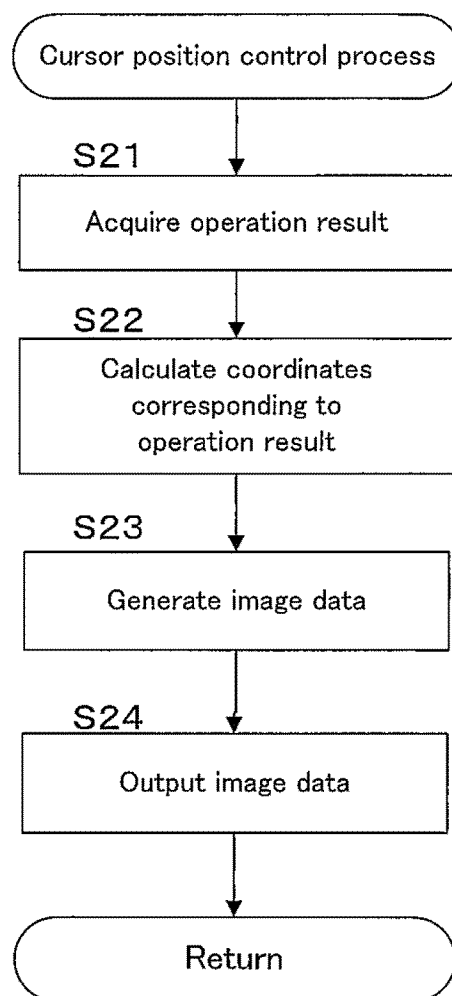 Cursor position control process
S21
Acquire operation result
S22
Calculate coordinates
corresponding to
operation result
S23
Generate image data
S24
Output image data
Return